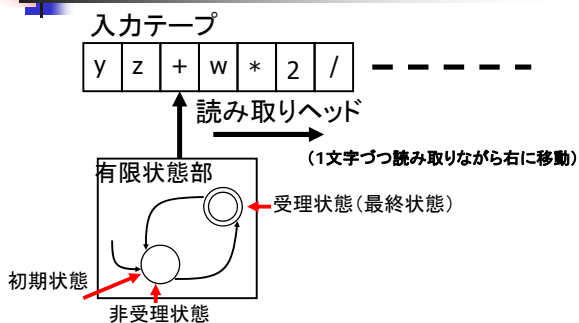 入力テープ
y z + w * 2 /
読み取りヘッド
(1文字づつ読み取りながら右に移動)
有限状態部
受理状態(最終状態)
初期状態
非受理状態